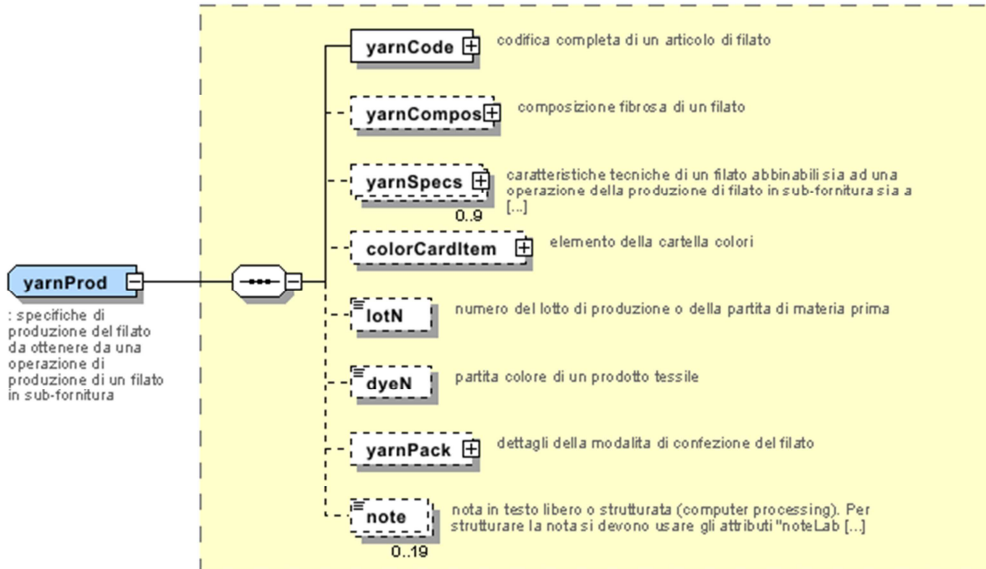 yarnCode
codifica completa di un articolo di filato
yarnCompos
composizione fibrosa di un filato
yarnSpecs
caratteristiche tecniche di un filato abbinabili sia ad una
operazione della produzione di filato in sub-fornitura sia a
[...]
0..9
colorCardItem
elemento della cartella colori
yarnProd
: specifiche di
produzione del filato
da ottenere da una
operazione di
produzione di un filato
in sub-fornitura
lotN
numero del lotto di produzione o della partita di materia prima
dyeN
partita colore di un prodotto tessile
yarnPack
dettagli della modalita di confezione del filato
note
nota in testo libero o strutturata (computer processing). Per
strutturare la nota si devono usare gli attributi "noteLab [...]
0..19